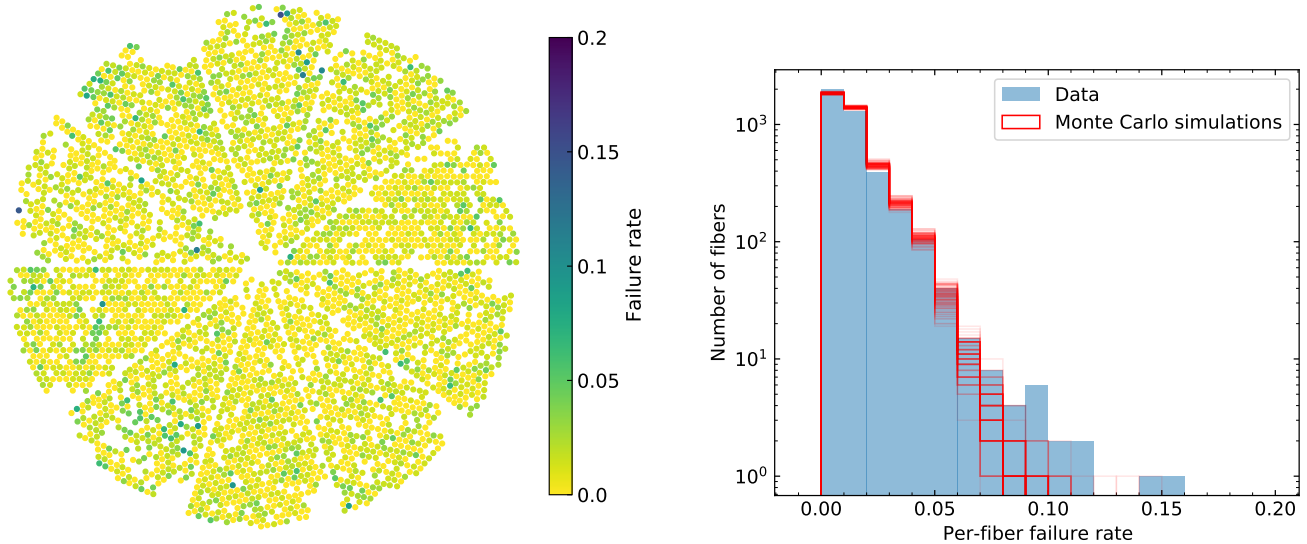 0.2
0.15
0.1
0.05
0.0
Failure rate
Data
Monte Carlo simulations
10³
10²
10¹
10⁰
Number of fibers
0.00 0.05 0.10 0.15 0.20
Per-fiber failure rate